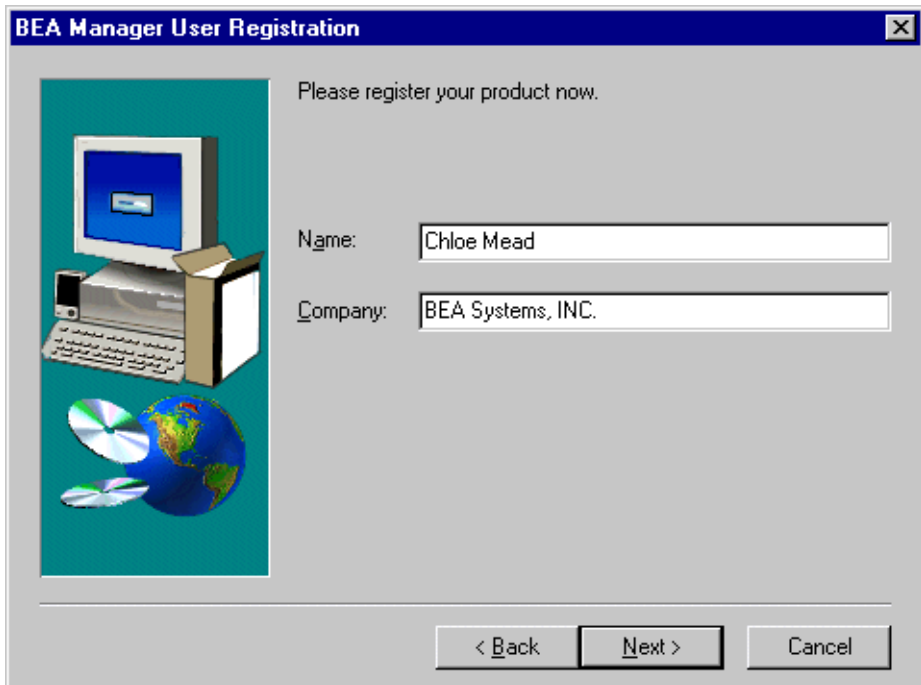 BEA Manager User Registration
Please register your product now.
Name: Chloe Mead
Company: BEA Systems, INC.
< Back Next > Cancel